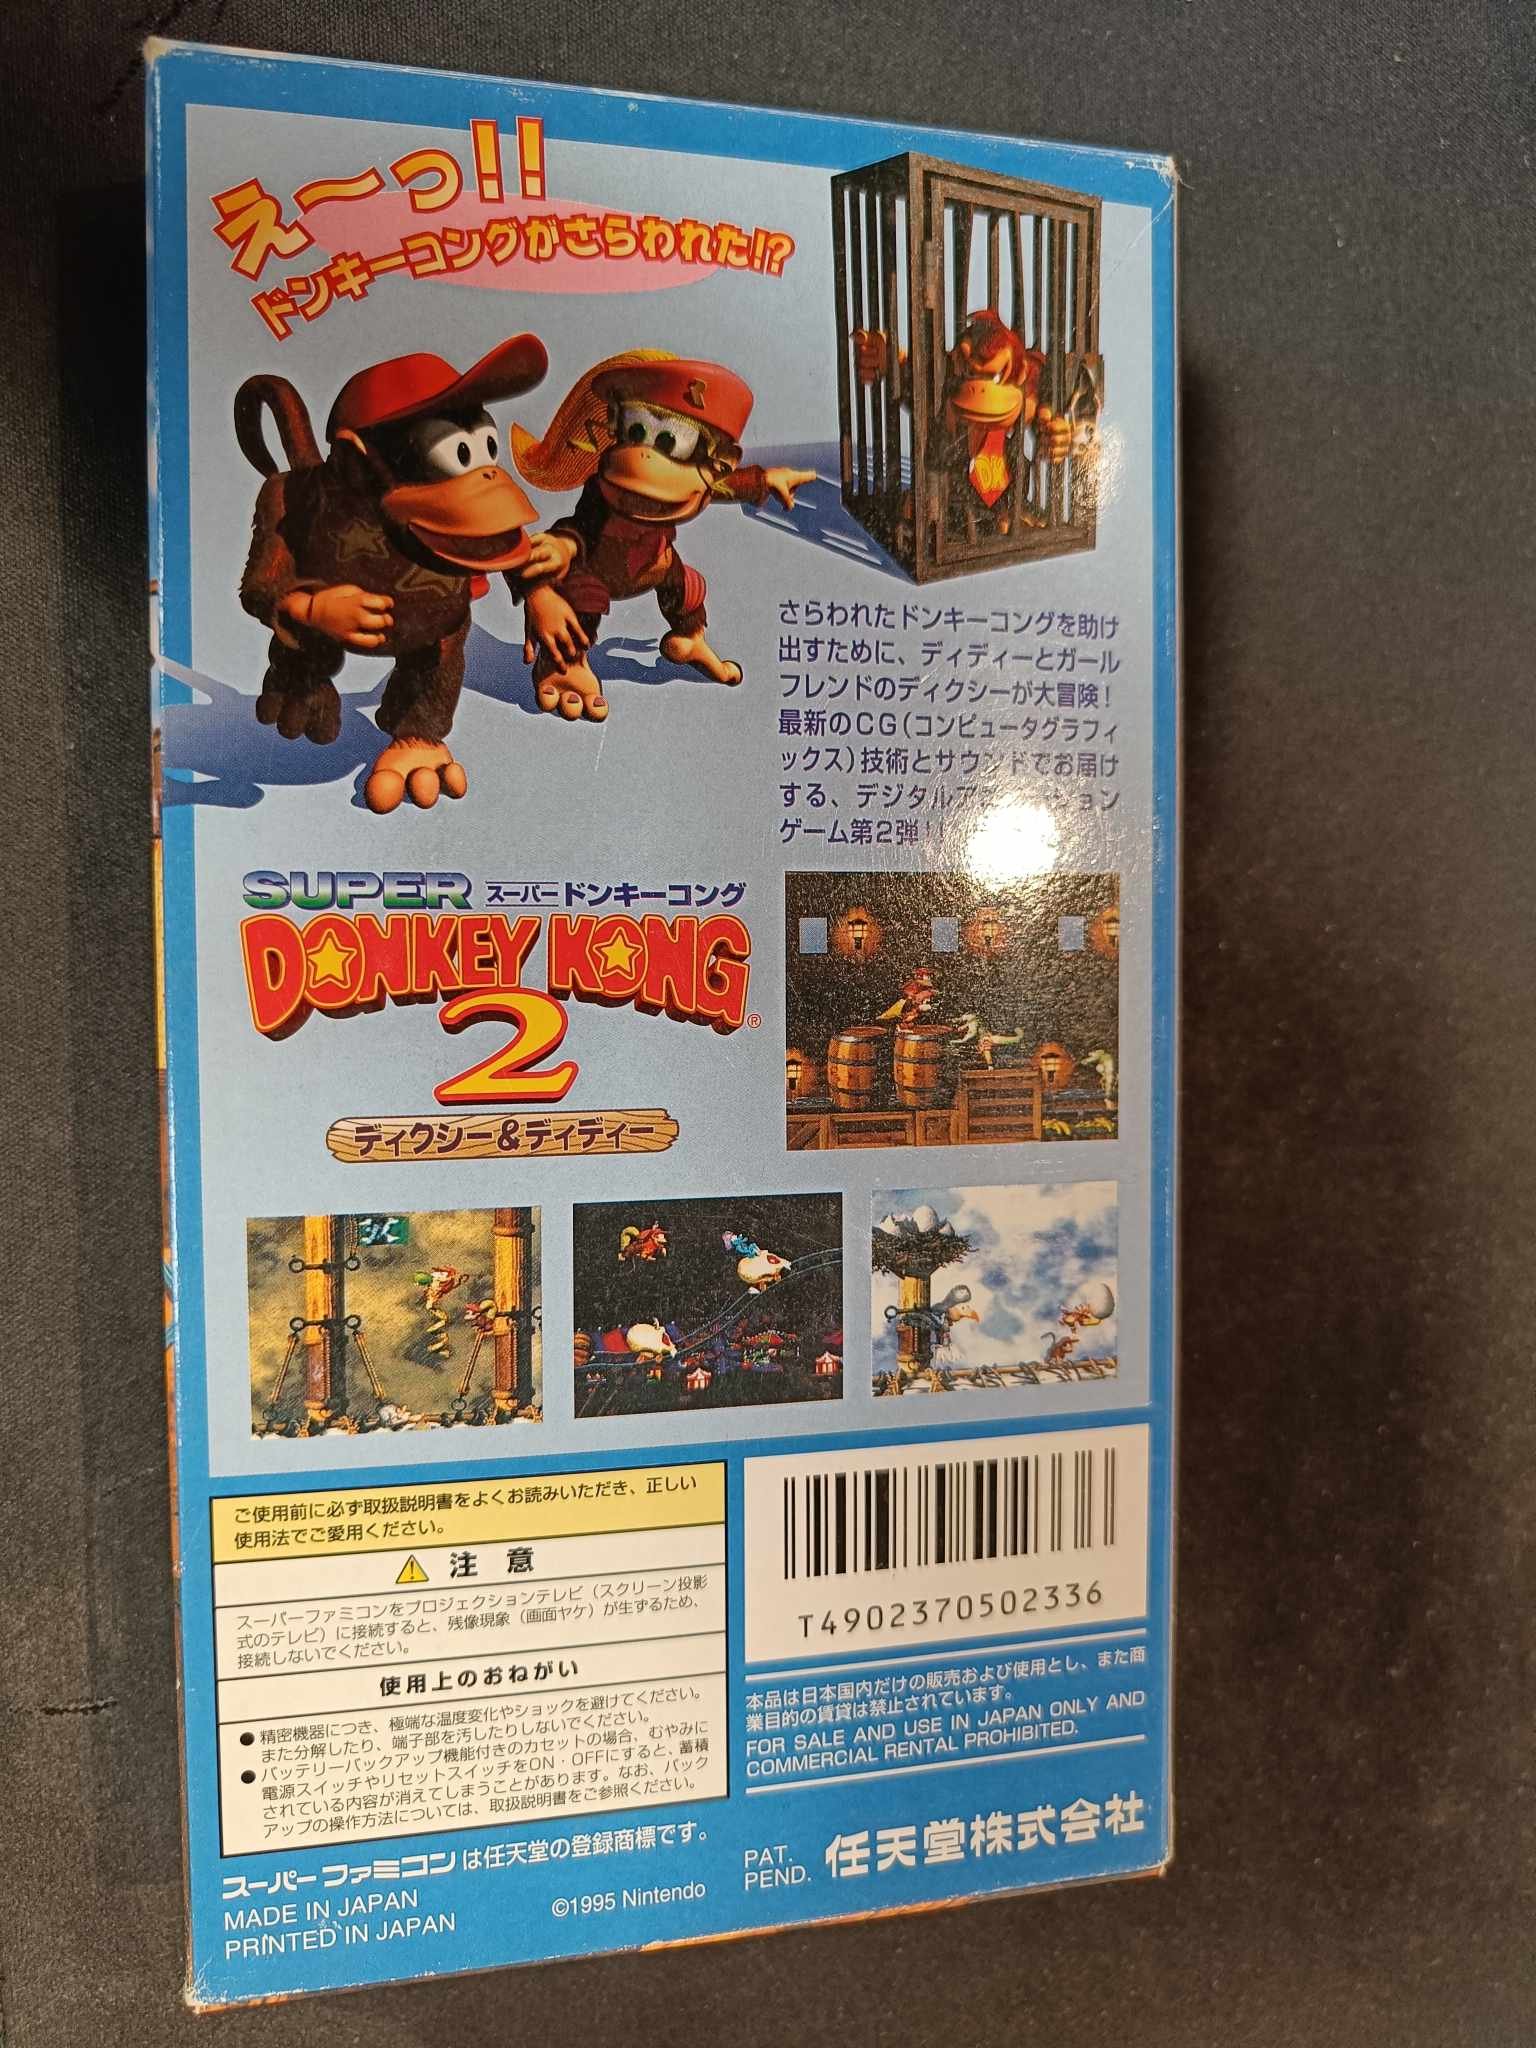 え〜っ!!
ドンキーコングがさらわれた!?
さらわれたドンキーコングを助け
出すために、ディディーとガール
フレンドのディクシーが大冒険!
最新のCG(コンピュータグラフィ
ックス)技術とサウンドでお届け
する、デジタルアニメーション
ゲーム第2弾!!
SUPER スーパードンキーコング
DONKEY KONG
®
2
ディクシー&ディディー
ご使用前に必ず取扱説明書をよくお読みいただき、正しい
使用法でご愛用ください。
注 意
スーパーファミコンをプロジェクションテレビ(スクリーン投影
式のテレビ)に接続すると、残像現象(画面ヤケ)が生ずるため、
接続しないでください。
使用上のおねがい
●精密機器につき、極端な温度変化やショックを避けてください。
また分解したり、端子部を汚したりしないでください。
●バッテリーバックアップ機能付きのカセットの場合、むやみに
電源スイッチやリセットスイッチをON・OFFにすると、蓄積
されている内容が消えてしまうことがあります。なお、バック
アップの操作方法については、取扱説明書をご参照ください。
スーパーファミコンは任天堂の登録商標です。
MADE IN JAPAN
PRINTED IN JAPAN
©1995 Nintendo
T4902370502336
本品は日本国内だけの販売および使用とし、また商
業目的の賃貸は禁止されています。
FOR SALE AND USE IN JAPAN ONLY AND
COMMERCIAL RENTAL PROHIBITED.
PAT.
PEND.
任天堂株式会社